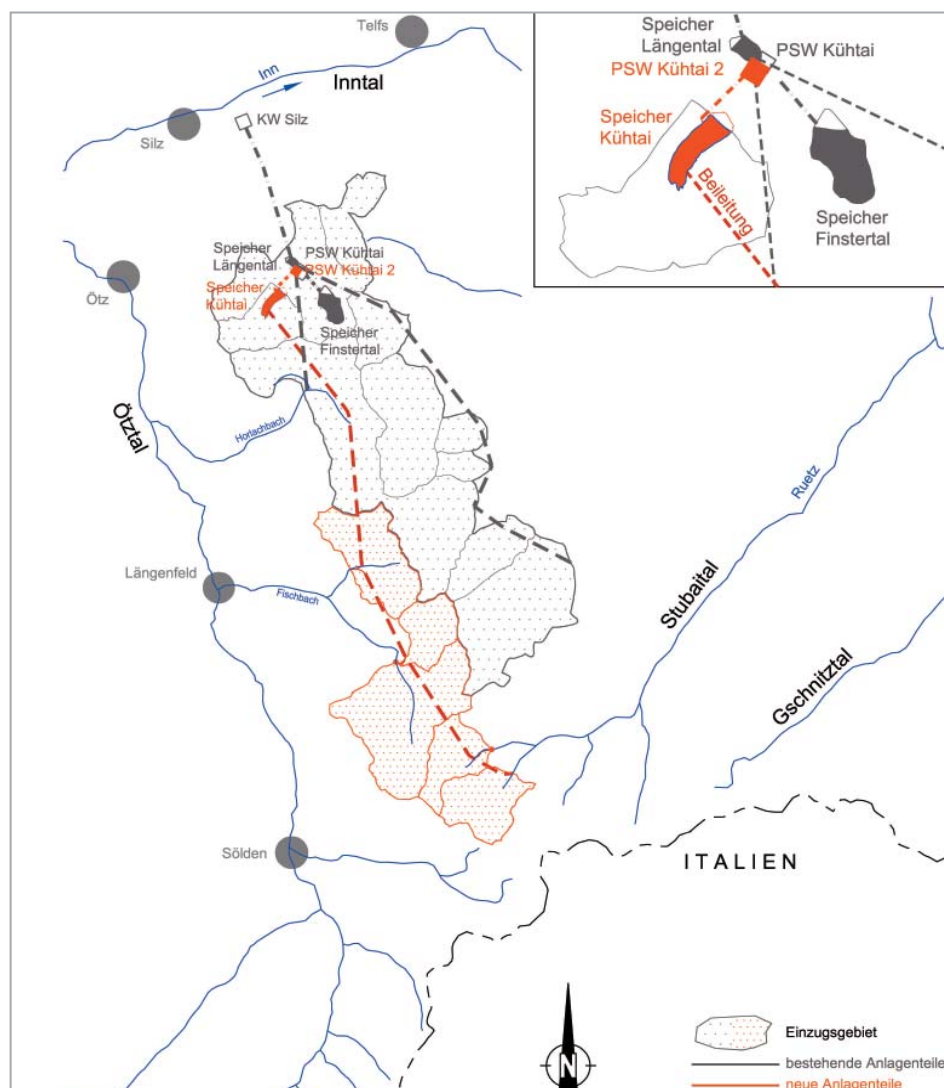 Telfs
Inn
Inntal
KW Silz
Silz
Speicher
Längental
PSW Kühtai
PSW Kühtai 2
Speicher
Kühtai
Beileitung
Speicher
Finstertal
Speicher
Längental
PSW Kühtai
PSW Kühtai 2
Speicher
Kühtai
Speicher
Finstertal
Ötz
Ötztal
Horlachbach
Ruetz
Längenfeld
Fischbach
Stubaital
Gschnitztal
Sölden
ITALIEN
N
Einzugsgebiet
bestehende Anlagenteile
neue Anlagenteile